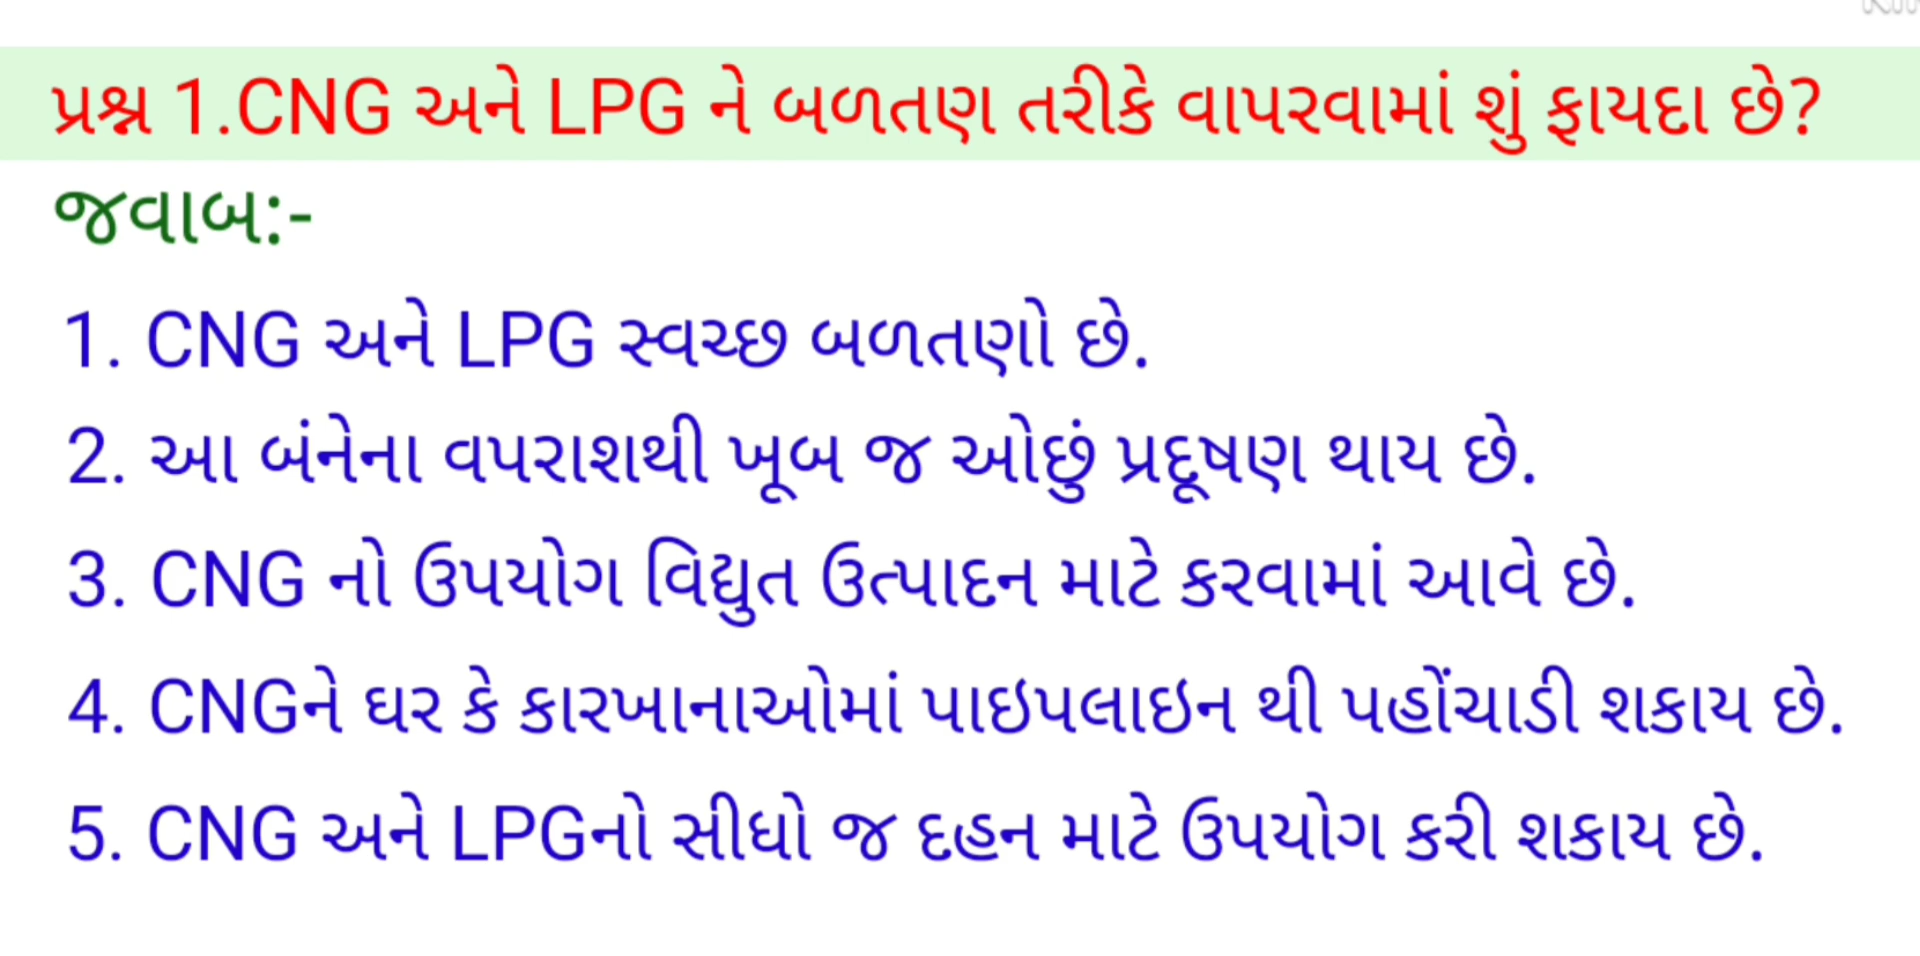 પ્રશ્ન 1.CNG અને LPG ને બળતણ તરીકે વાપરવામાં શું ફાયદા છે?
જવાબ:-
1. CNG અને LPG સ્વચ્છ બળતણો છે.
2. આ બંનેના વપરાશથી ખૂબ જ ઓછું પ્રદૂષણ થાય છે.
3. CNG નો ઉપયોગ વિદ્યુત ઉત્પાદન માટે કરવામાં આવે છે.
4. CNGને ઘર કે કારખાનાઓમાં પાઇપલાઇન થી પહોંચાડી શકાય છે.
5. CNG અને LPGનો સીધો જ દહન માટે ઉપયોગ કરી શકાય છે.